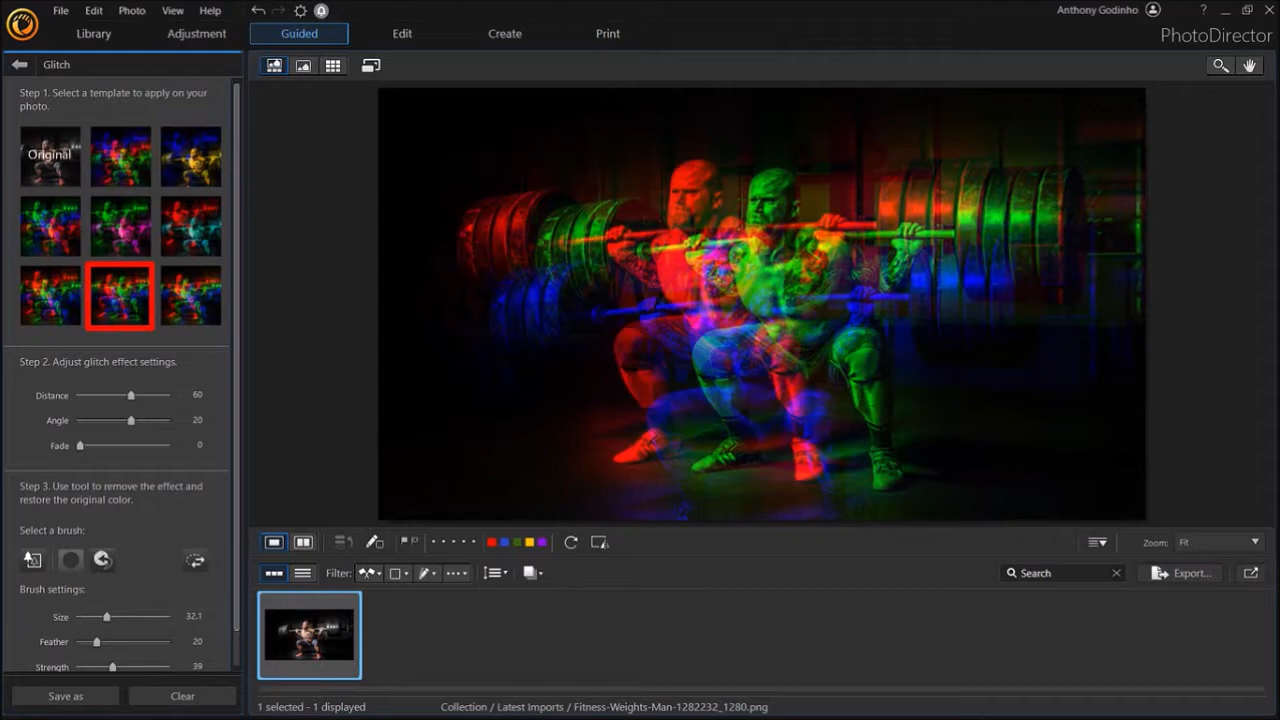 File Edit Photo View Help
Anthony Godinho
?
Library Adjustment Guided Edit Create Print
PhotoDirector
Glitch
Step 1. Select a template to apply on your
photo.
Original
Step 2. Adjust glitch effect settings.
Distance 60
Angle 20
Fade 0
Step 3. Use tool to remove the effect and
restore the original color.
Select a brush:
Brush settings:
Size 32.1
Feather 20
Strength 39
Save as Clear
Zoom: Fit
Filter:
Search
Export...
1 selected - 1 displayed
Collection / Latest Imports / Fitness-Weights-Man-1282232_1280.png